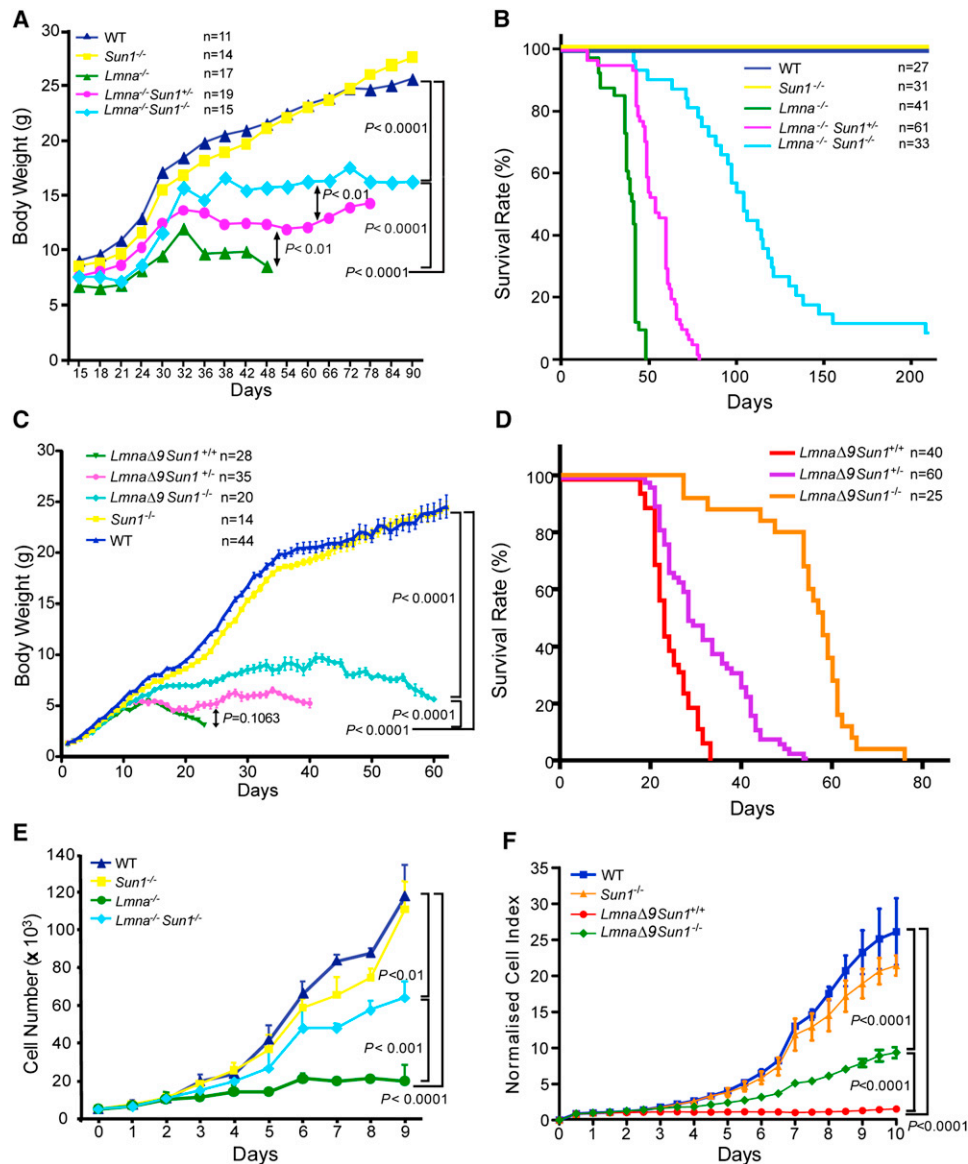 A
WT n=11
Sun1-/- n=14
Lmna-/- n=17
Lmna-/-Sun1+/- n=19
Lmna-/-Sun1-/- n=15
Body Weight (g)
30
25
20
15
10
5
0
P< 0.0001
P< 0.01
P< 0.01
P< 0.0001
P< 0.0001
15 18 21 24 30 32 36 38 42 48 54 60 66 72 78 84 90
Days
B
WT n=27
Sun1-/- n=31
Lmna-/- n=41
Lmna-/- Sun1+/- n=61
Lmna-/- Sun1-/- n=33
Survival Rate (%)
100
80
60
40
20
0
0 50 100 150 200
Days
C
LmnaΔ9Sun1+/+ n=28
LmnaΔ9Sun1+/- n=35
LmnaΔ9 Sun1-/- n=20
Sun1-/- n=14
WT n=44
Body Weight (g)
30
25
20
15
10
5
0
P< 0.0001
P=0.1063
P< 0.0001
P< 0.0001
0 10 20 30 40 50 60
Days
D
LmnaΔ9Sun1+/+ n=40
LmnaΔ9Sun1+/- n=60
LmnaΔ9Sun1-/- n=25
Survival Rate (%)
100
80
60
40
20
0
0 20 40 60 80
Days
E
WT
Sun1-/-
Lmna-/-
Lmna-/- Sun1-/-
Cell Number (x 103)
140
120
100
80
60
40
20
0
P<0.01
P< 0.001
P< 0.0001
0 1 2 3 4 5 6 7 8 9
Days
F
WT
Sun1-/-
LmnaΔ9Sun1+/+
LmnaΔ9Sun1-/-
Normalised Cell Index
35
30
25
20
15
10
5
0
P<0.0001
P<0.0001
P<0.0001
0 1 2 3 4 5 6 7 8 9 10
Days